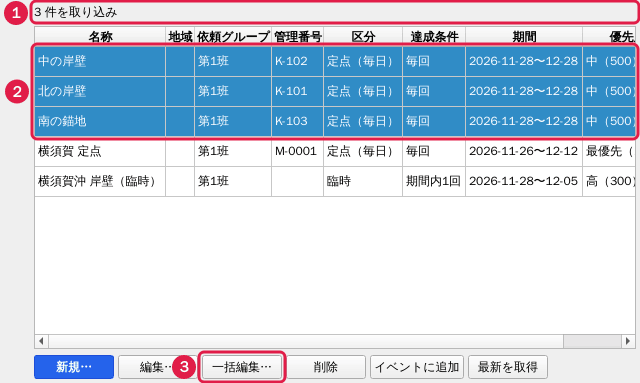 1 3 件を取り込み
名称 地域 依頼グループ 管理番号 区分 達成条件 期間 優先
2
中の岸壁 第1班 K-102 定点（毎日） 毎回 2026-11-28〜12-28 中（500）
北の岸壁 第1班 K-101 定点（毎日） 毎回 2026-11-28〜12-28 中（500）
南の錨地 第1班 K-103 定点（毎日） 毎回 2026-11-28〜12-28 中（500）
横須賀 定点 第1班 M-0001 定点（毎日） 毎回 2026-11-26〜12-12 最優先（
横須賀沖 岸壁（臨時） 第1班 臨時 期間内1回 2026-11-28〜12-05 高（300）
新規… 編集… 3 一括編集… 削除 イベントに追加 最新を取得